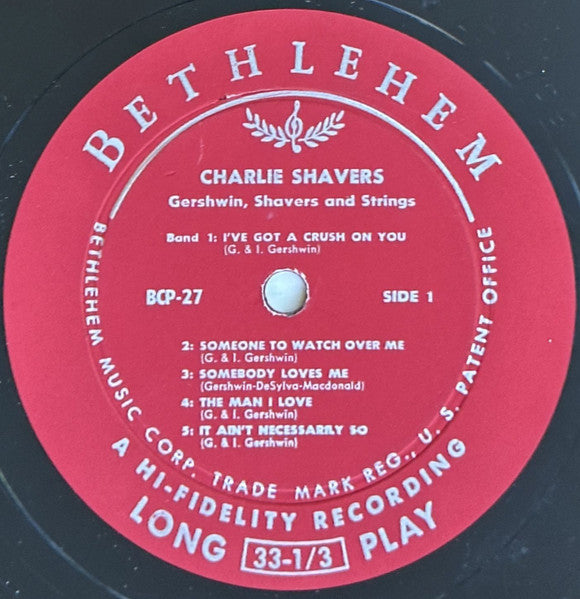 BETHLEHEM
CHARLIE SHAVERS
Gershwin, Shavers and Strings
Band 1: I'VE GOT A CRUSH ON YOU
(G. & I. Gershwin)
BCP-27
SIDE 1
2: SOMEONE TO WATCH OVER ME
(G. & I. Gershwin)
3: SOMEBODY LOVES ME
(Gershwin-DeSylva-Macdonald)
4: THE MAN I LOVE
(G. & I. Gershwin)
5: IT AIN'T NECESSARILY SO
(G. & I. Gershwin)
BETHLEHEM MUSIC CORP. TRADE MARK REG., U. S. PATENT OFFICE
A HI-FIDELITY RECORDING
LONG 33-1/3 PLAY